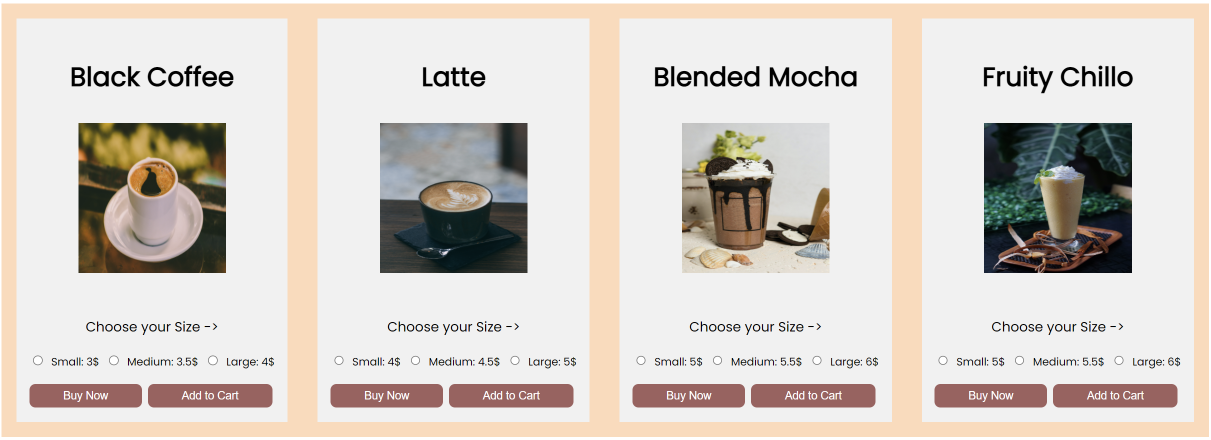 Black Coffee
Choose your Size ->
Small: 3$ Medium: 3.5$ Large: 4$
Buy Now Add to Cart
Latte
Choose your Size ->
Small: 4$ Medium: 4.5$ Large: 5$
Buy Now Add to Cart
Blended Mocha
Choose your Size ->
Small: 5$ Medium: 5.5$ Large: 6$
Buy Now Add to Cart
Fruity Chillo
Choose your Size ->
Small: 5$ Medium: 5.5$ Large: 6$
Buy Now Add to Cart